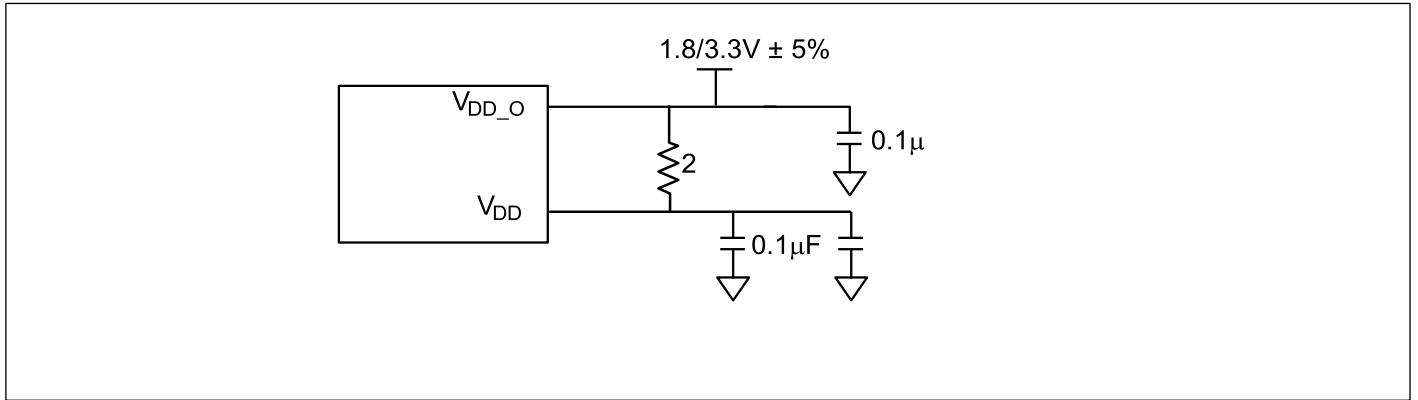 1.8/3.3V ± 5%
VDD_O
0.1μ
2
VDD
0.1μF